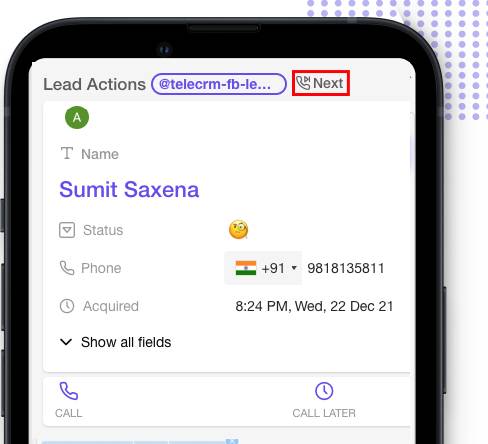 Lead Actions @telecrm-fb-le... Next
A
Name
Sumit Saxena
Status
Phone +91 9818135811
Acquired 8:24 PM, Wed, 22 Dec 21
Show all fields
CALL CALL LATER